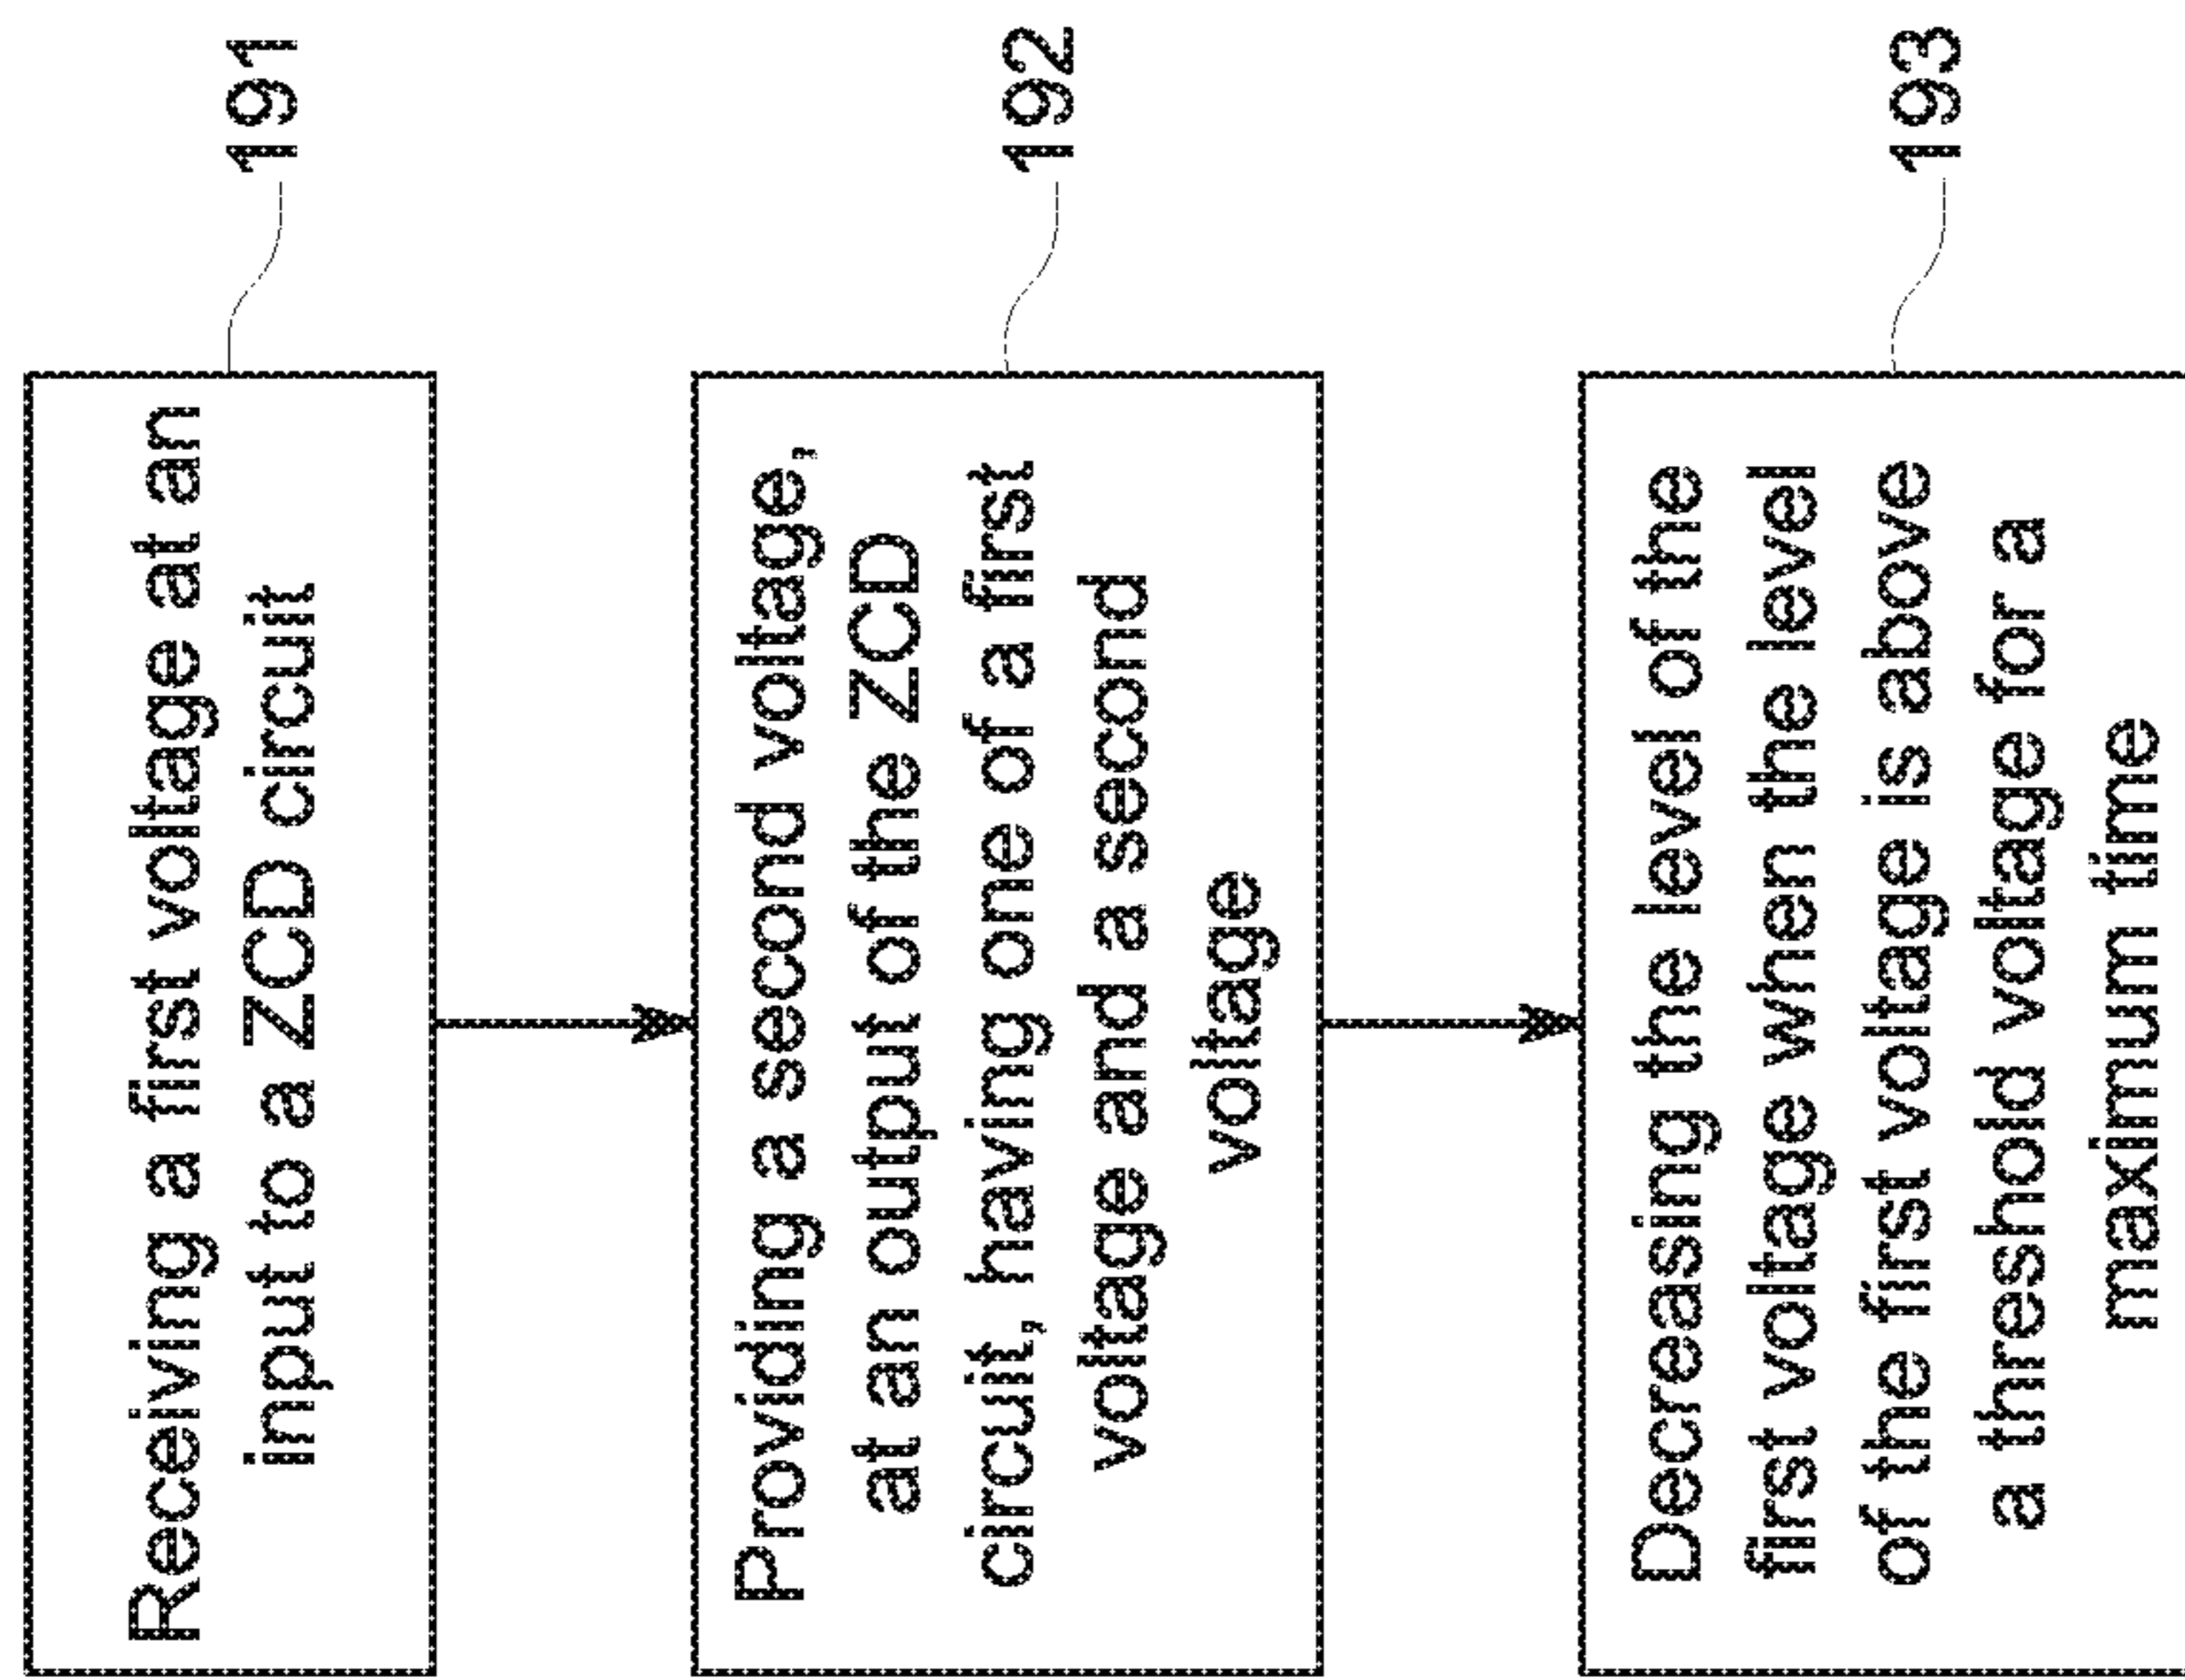 Receiving a first voltage at an
input to a ZCD circuit
191
Providing a second voltage,
at an output of the ZCD
circuit, having one of a first
voltage and a second
voltage
192
Decreasing the level of the
first voltage when the level
of the first voltage is above
a threshold voltage for a
maximum time
193